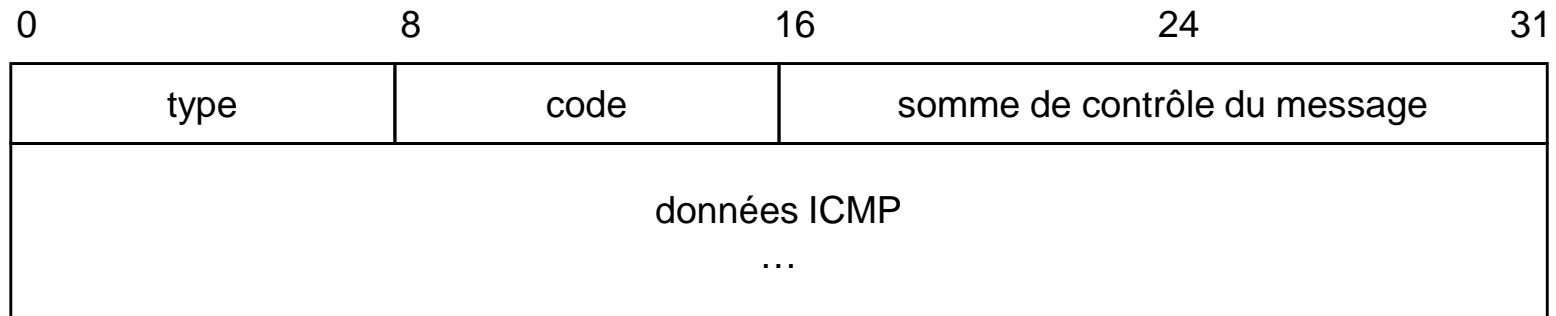 0 8 16 24 31
type code somme de contrôle du message
données ICMP
…